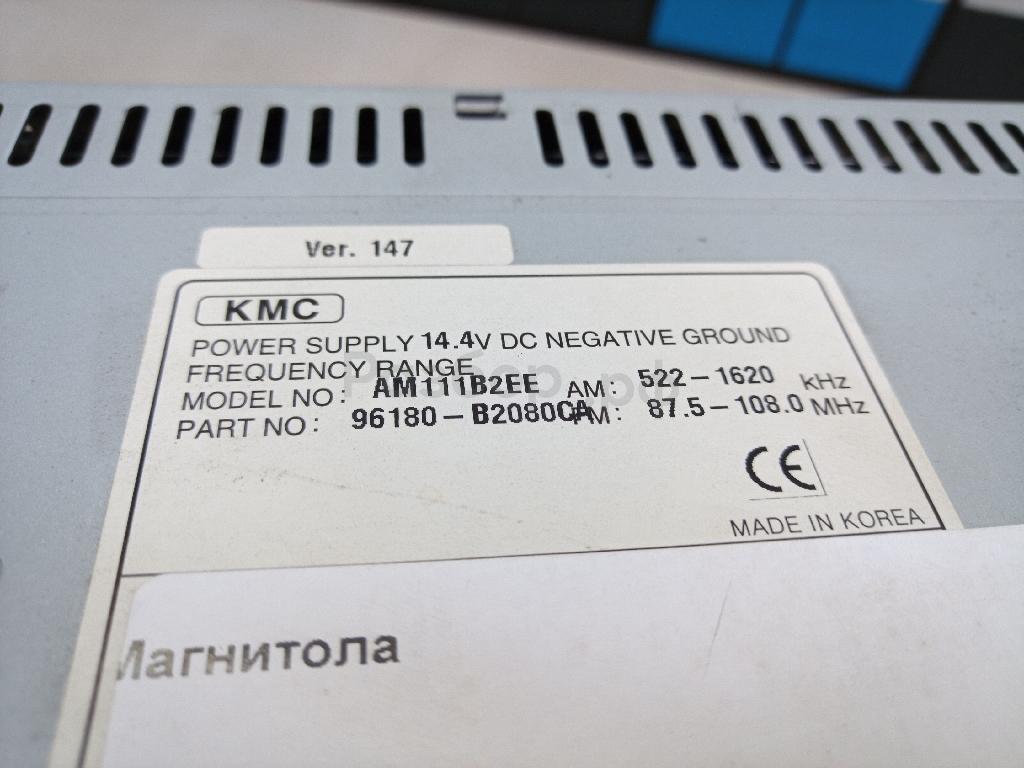 Ver. 147
KMC
POWER SUPPLY 14.4V DC NEGATIVE GROUND
FREQUENCY RANGE
MODEL NO: AM111B2EE AM: 522-1620 kHz
PART NO: 96180-B2080CA FM: 87.5-108.0 MHz
CE
MADE IN KOREA
Магнитола